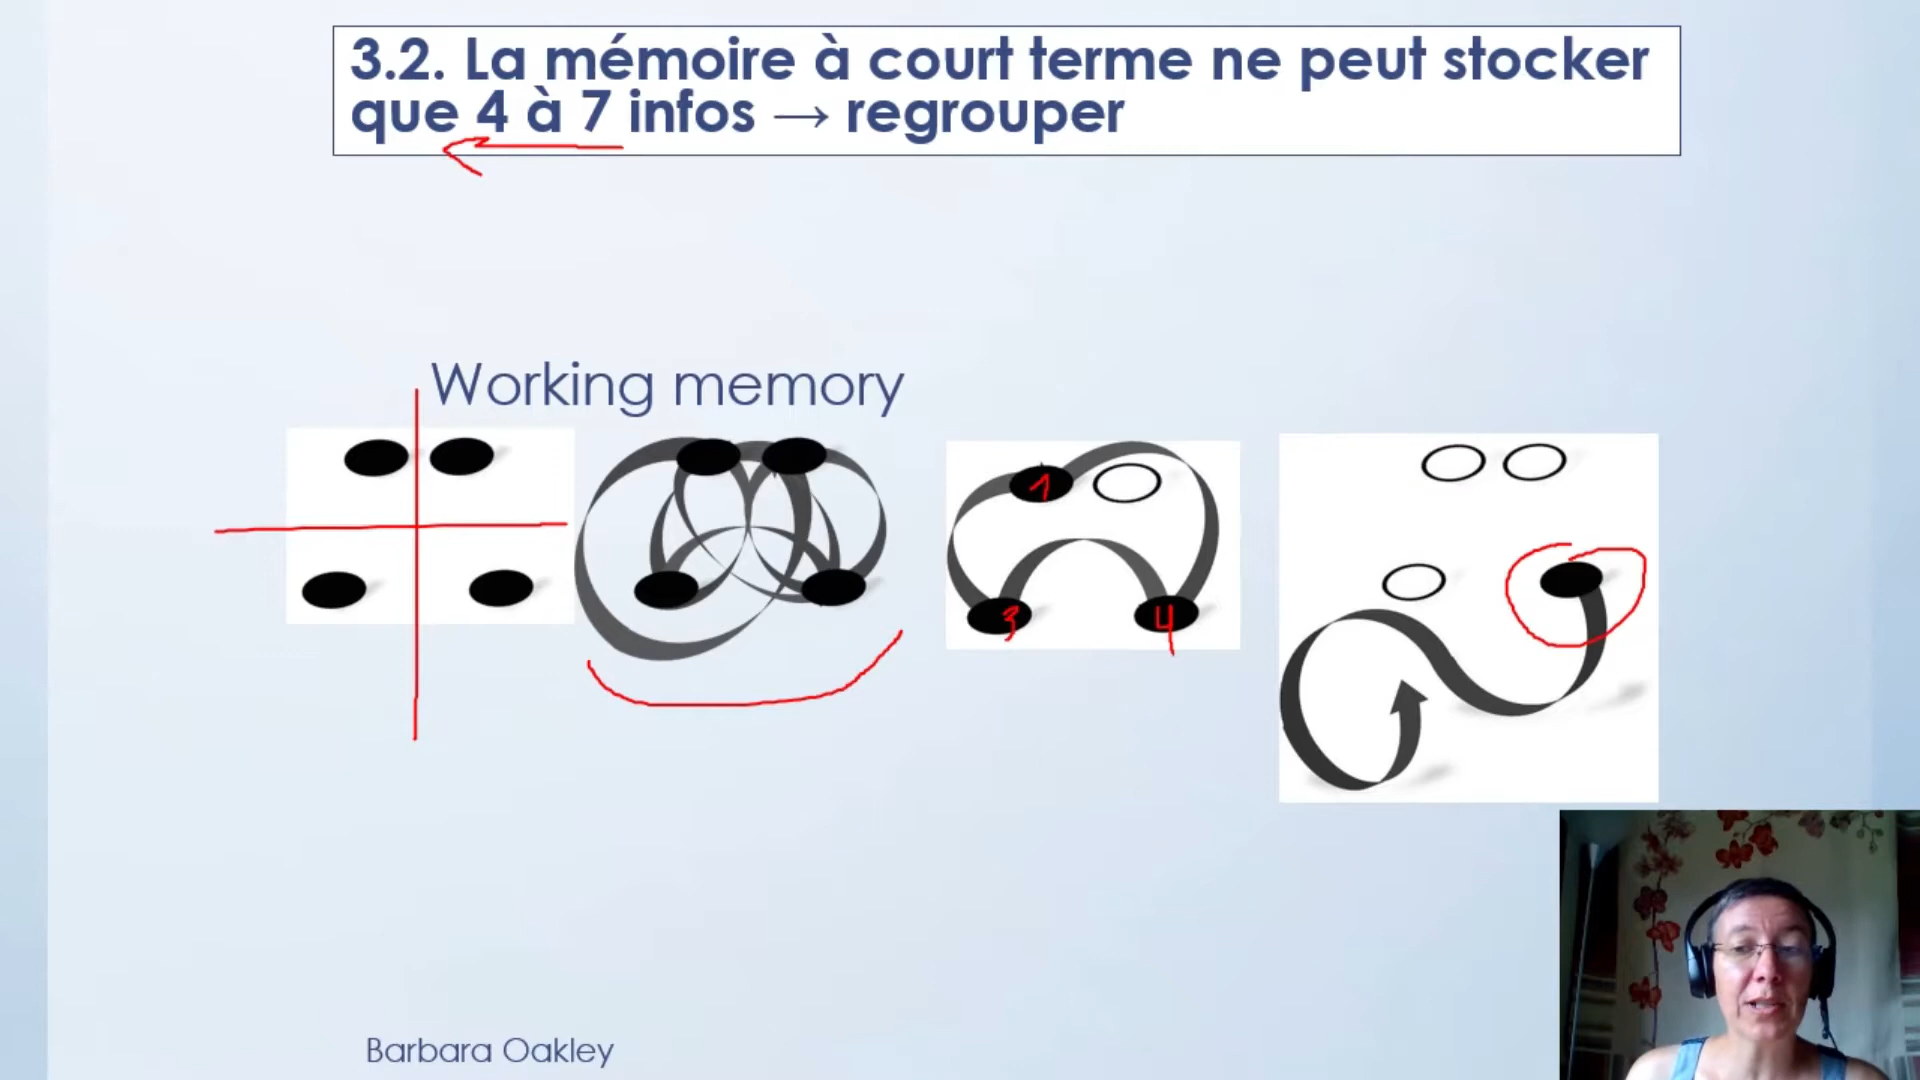 3.2. La mémoire à court terme ne peut stocker
que 4 à 7 infos → regrouper
Working memory
1
3
4
Barbara Oakley